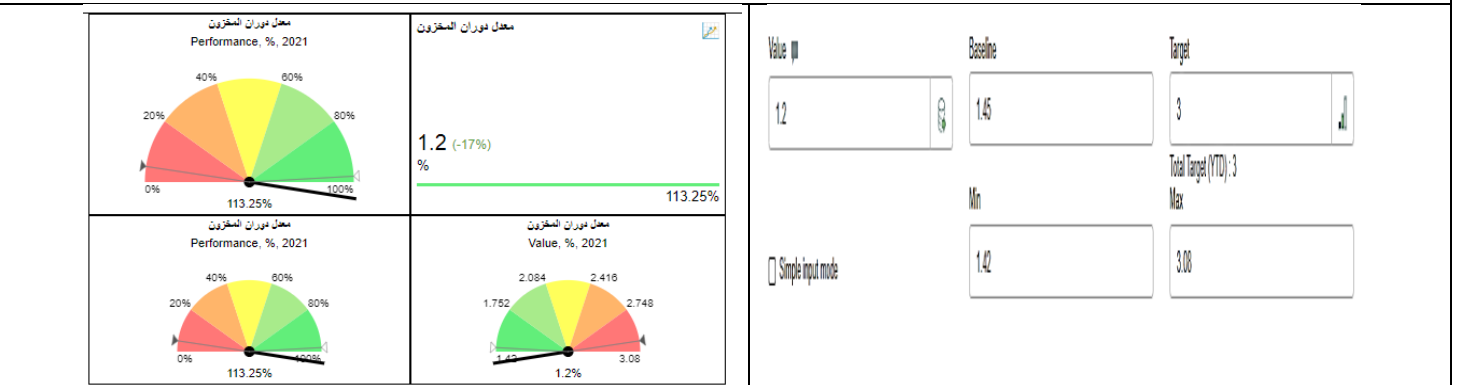 معدل دوران المخزون
Performance, %, 2021
40%
60%
20%
80%
0%
100%
113.25%
معدل دوران المخزون
1.2 (-17%)
%
113.25%
معدل دوران المخزون
Performance, %, 2021
40%
60%
20%
80%
0%
100%
113.25%
معدل دوران المخزون
Value, %, 2021
2.084
2.416
1.752
2.748
1.42
3.08
1.2%
Value
Baseline
Target
1.2
1.45
3
Total Target (YTD) : 3
Min
Max
Simple input mode
1.42
3.08